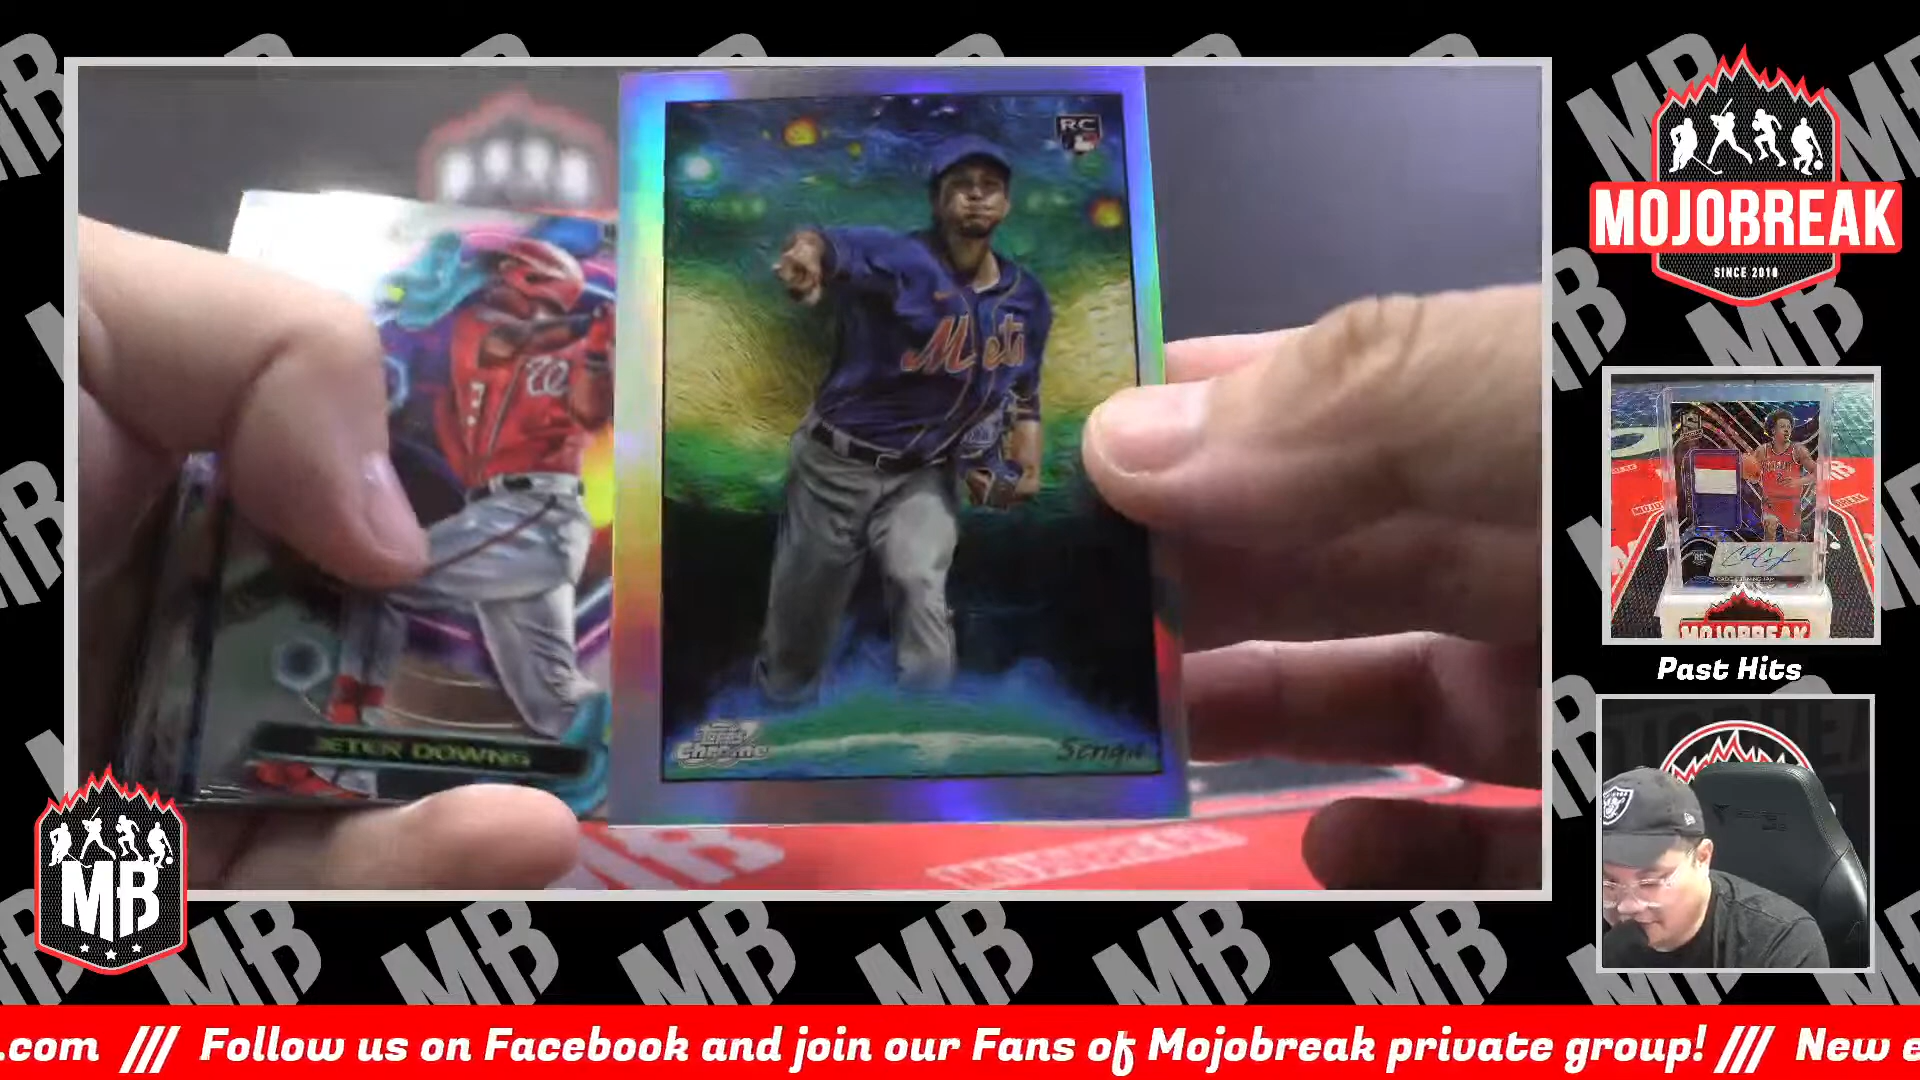 RC
Mets
W
Topps
Chrome
Senga
JETER DOWNS
MB
MOJOBREAK
SINCE 2010
MOJOBREAK
Past Hits
.com /// Follow us on Facebook and join our Fans of Mojobreak private group! /// New e